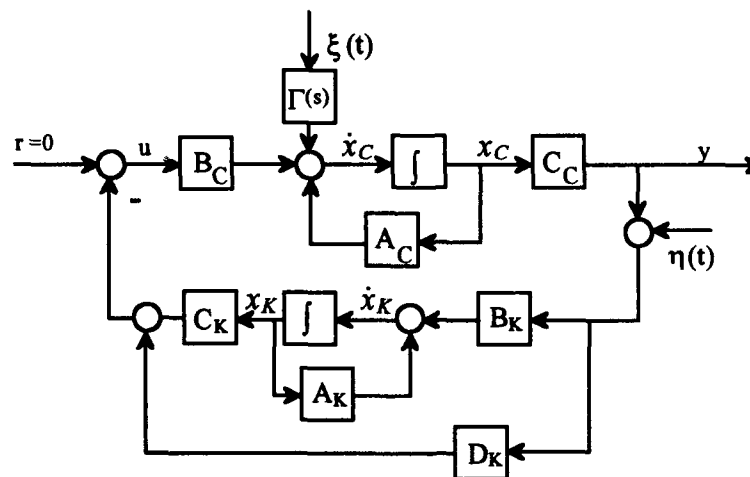 ξ(t)
Γ(s)
r =0
u
B_C
ẋ_C
∫
x_C
C_C
y
-
A_C
η(t)
C_K
x_K
∫
ẋ_K
B_K
A_K
D_K